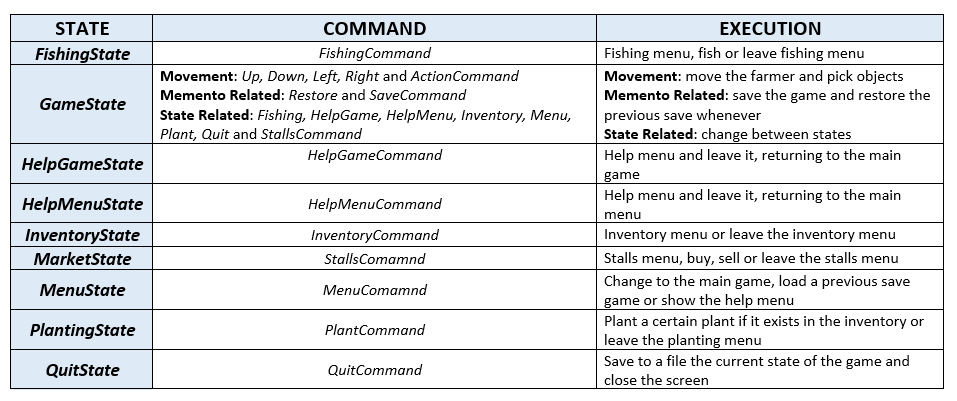 STATE COMMAND EXECUTION
FishingState FishingCommand Fishing menu, fish or leave fishing menu
GameState
Movement: Up, Down, Left, Right and ActionCommand
Memento Related: Restore and SaveCommand
State Related: Fishing, HelpGame, HelpMenu, Inventory, Menu,
Plant, Quit and StallsCommand
Movement: move the farmer and pick objects
Memento Related: save the game and restore the
previous save whenever
State Related: change between states
HelpGameState
HelpGameCommand
Help menu and leave it, returning to the main
game
HelpMenuState
HelpMenuCommand
Help menu and leave it, returning to the main
menu
InventoryState InventoryCommand Inventory menu or leave the inventory menu
MarketState StallsComamnd Stalls menu, buy, sell or leave the stalls menu
MenuState
MenuComamnd
Change to the main game, load a previous save
game or show the help menu
PlantingState
PlantCommand
Plant a certain plant if it exists in the inventory or
leave the planting menu
QuitState
QuitCommand
Save to a file the current state of the game and
close the screen